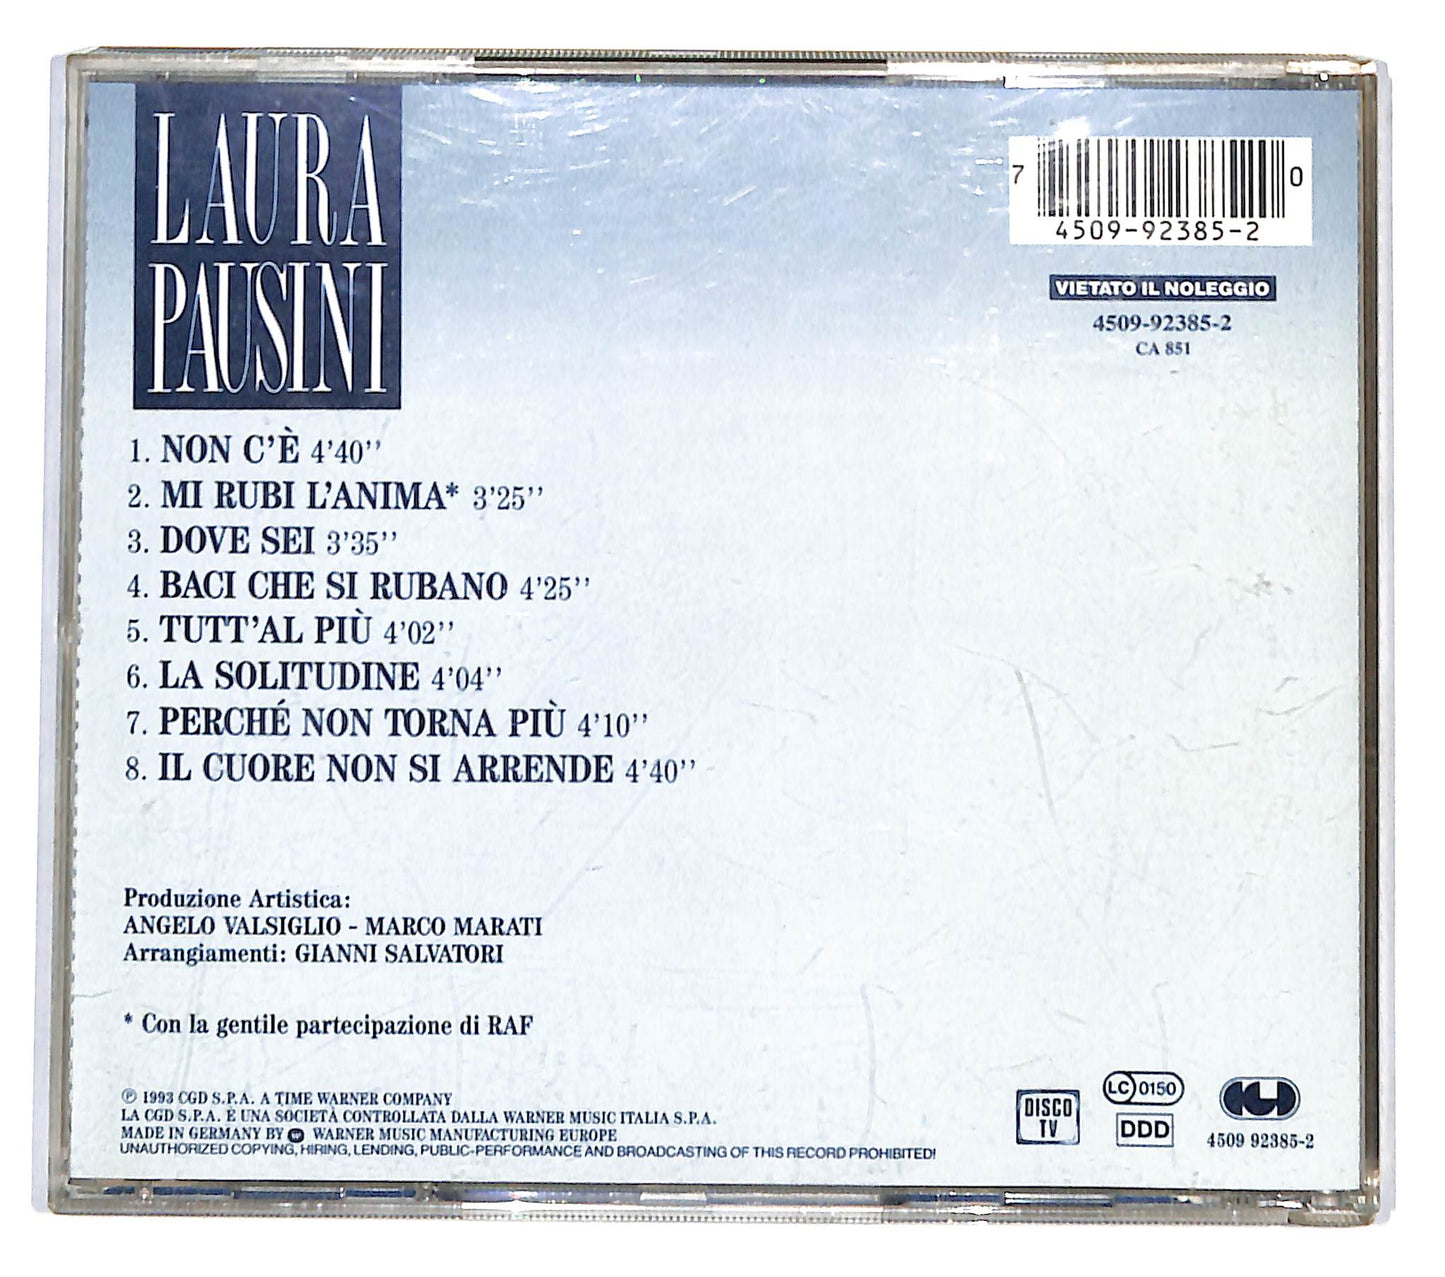 LAURA
PAUSINI
7 4509-92385-2 0
VIETATO IL NOLEGGIO
4509-92385-2
CA 851
1. NON C'È 4'40''
2. MI RUBI L'ANIMA* 3'25''
3. DOVE SEI 3'35''
4. BACI CHE SI RUBANO 4'25''
5. TUTT'AL PIÙ 4'02''
6. LA SOLITUDINE 4'04''
7. PERCHÉ NON TORNA PIÙ 4'10''
8. IL CUORE NON SI ARRENDE 4'40''
Produzione Artistica:
ANGELO VALSIGLIO - MARCO MARATI
Arrangiamenti: GIANNI SALVATORI
* Con la gentile partecipazione di RAF
℗ 1993 CGD S.P.A. A TIME WARNER COMPANY
LA CGD S.P.A. È UNA SOCIETÀ CONTROLLATA DALLA WARNER MUSIC ITALIA S.P.A.
MADE IN GERMANY BY WARNER MUSIC MANUFACTURING EUROPE
UNAUTHORIZED COPYING, HIRING, LENDING, PUBLIC-PERFORMANCE AND BROADCASTING OF THIS RECORD PROHIBITED!
DISCO
TV
LC 0150
DDD
4509 92385-2